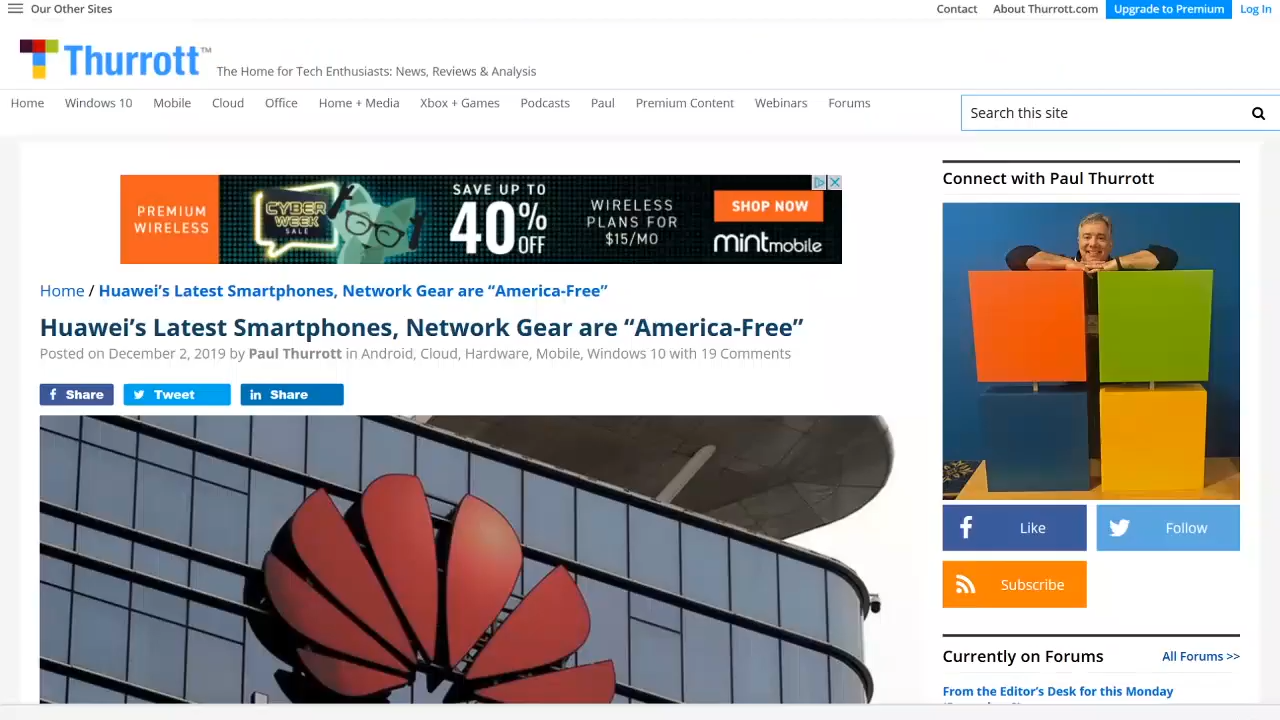 Our Other Sites
Contact
About Thurrott.com
Upgrade to Premium
Log In
Thurrott™
The Home for Tech Enthusiasts: News, Reviews & Analysis
Home
Windows 10
Mobile
Cloud
Office
Home + Media
Xbox + Games
Podcasts
Paul
Premium Content
Webinars
Forums
Search this site
PREMIUM
WIRELESS
CYBER
WEEK
SALE
SAVE UP TO
40% OFF
WIRELESS
PLANS FOR
$15/MO
SHOP NOW
mintmobile
Home / Huawei’s Latest Smartphones, Network Gear are “America-Free”
Huawei’s Latest Smartphones, Network Gear are “America-Free”
Posted on December 2, 2019 by Paul Thurrott in Android, Cloud, Hardware, Mobile, Windows 10 with 19 Comments
Share
Tweet
Share
Connect with Paul Thurrott
Like
Follow
Subscribe
Currently on Forums
All Forums >>
From the Editor’s Desk for this Monday